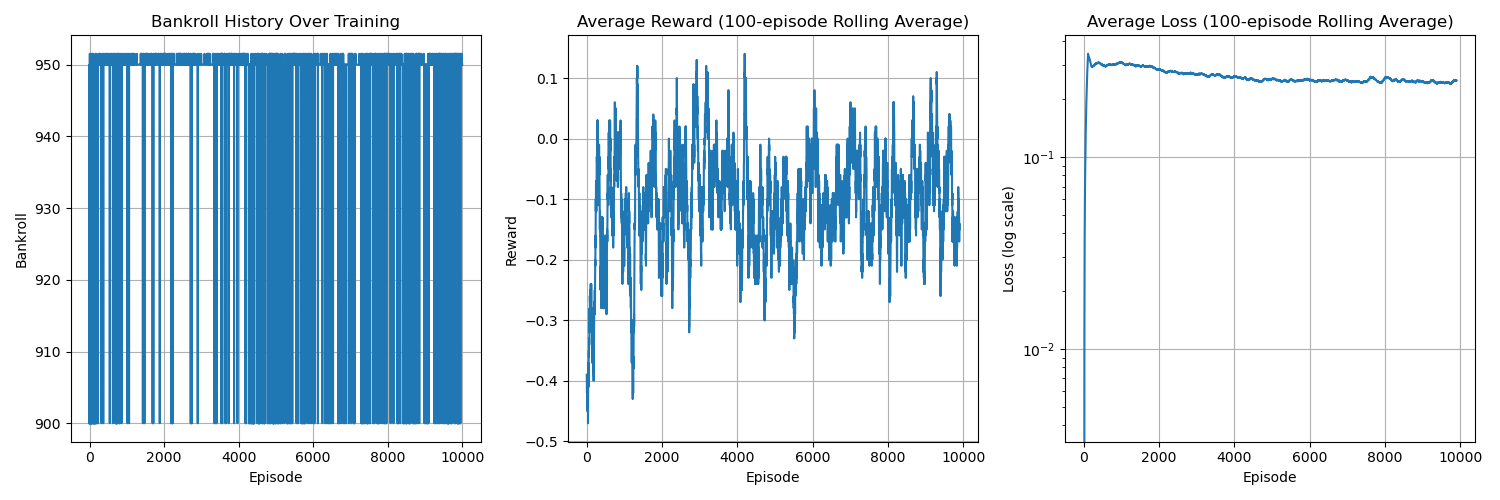 Bankroll History Over Training
Bankroll
950
940
930
920
910
900
0 2000 4000 6000 8000 10000
Episode
Average Reward (100-episode Rolling Average)
Reward
0.1
0.0
−0.1
−0.2
−0.3
−0.4
−0.5
0 2000 4000 6000 8000 10000
Episode
Average Loss (100-episode Rolling Average)
Loss (log scale)
10⁻¹
10⁻²
0 2000 4000 6000 8000 10000
Episode